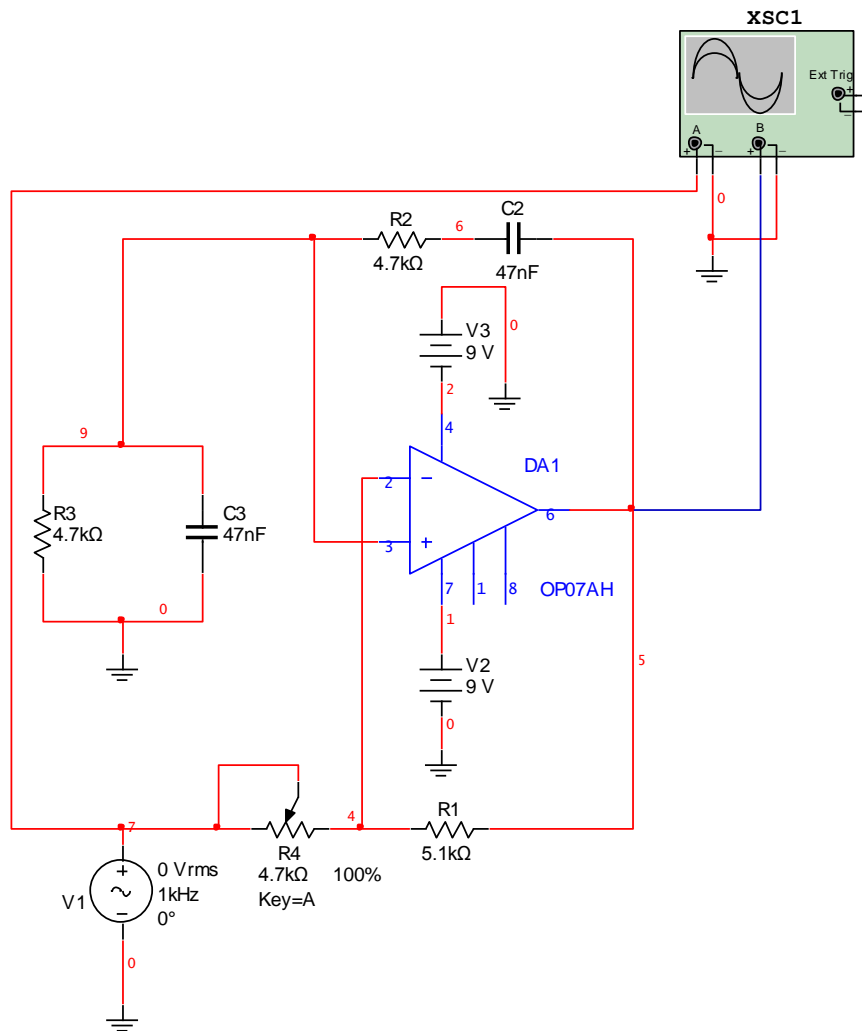 XSC1
Ext Trig
+
−
A
B
+
−
+
−
0
R2
4.7kΩ
6
C2
47nF
V3
9 V
0
2
4
9
DA1
2
−
6
R3
4.7kΩ
C3
47nF
3
+
7
1
8
OP07AH
0
1
5
V2
9 V
0
7
4
R1
5.1kΩ
R4
4.7kΩ
100%
Key=A
V1
+
−
0 Vrms
1kHz
0°
0